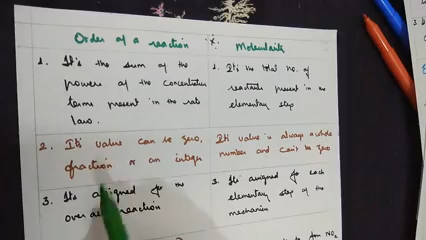 Order of a reaction
Molecularity
1. It's the sum of the
powers of the concentration
terms present in the rate
law.
1. It's the total no. of
reactants present in the
elementary step
2. It's value can be zero,
fraction or an integer
It's value is always a whole
number and can't be zero
3. Its assigned for the
over reaction
3. It's assigned for each
elementary step of the
mechanism
for NO₂